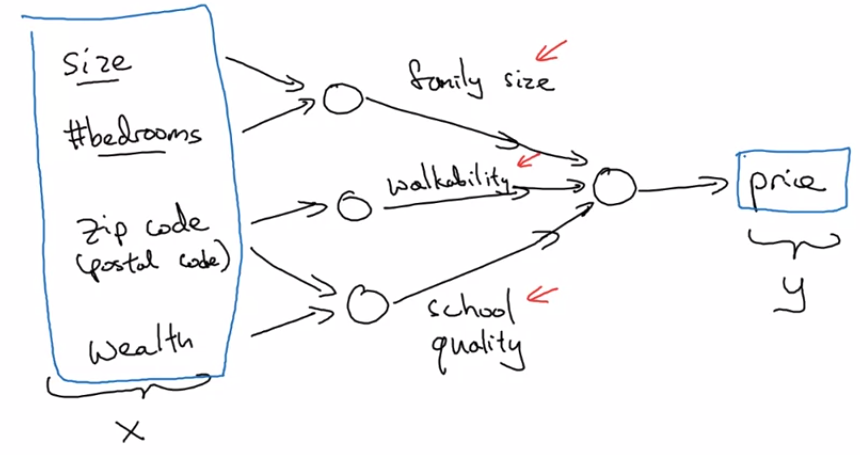 size
#bedrooms
zip code
(postal code)
wealth
X
family size
walkability
school
quality
price
y